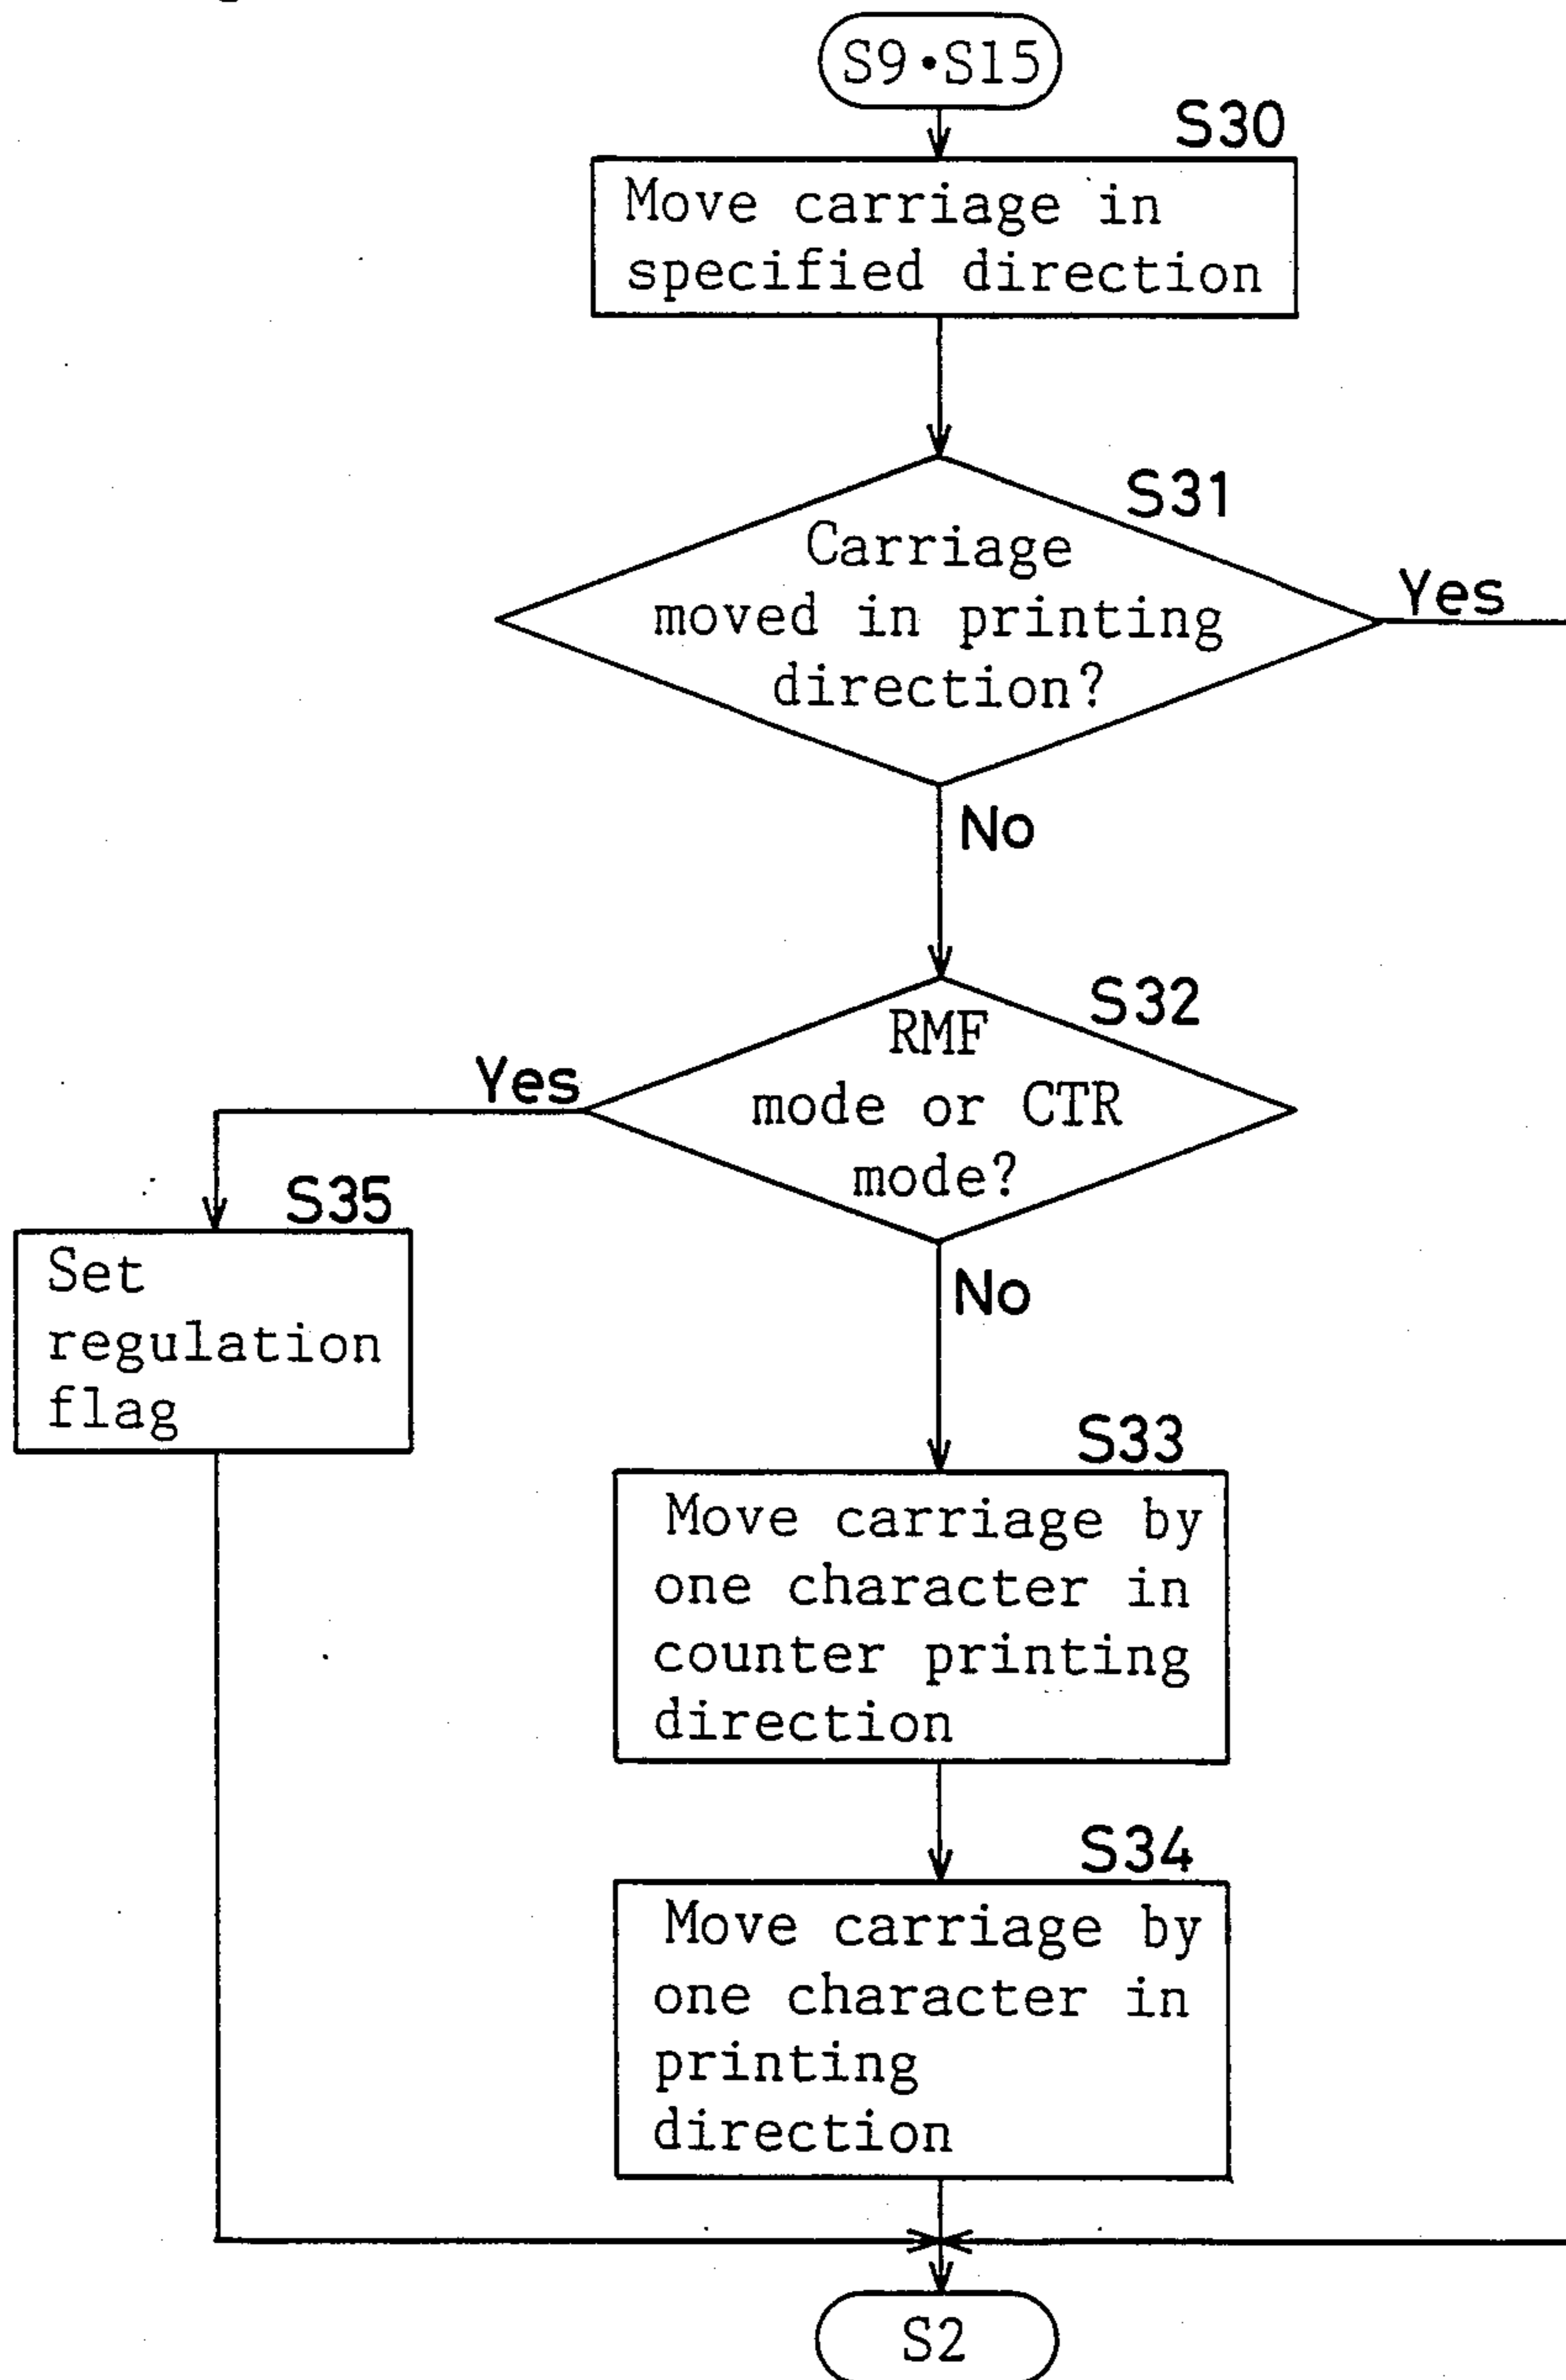 S9•S15
S30
Move carriage in
specified direction
S31
Carriage
moved in printing
direction?
Yes
No
S32
RMF
mode or CTR
mode?
Yes
S35
Set
regulation
flag
No
S33
Move carriage by
one character in
counter printing
direction
S34
Move carriage by
one character in
printing
direction
S2